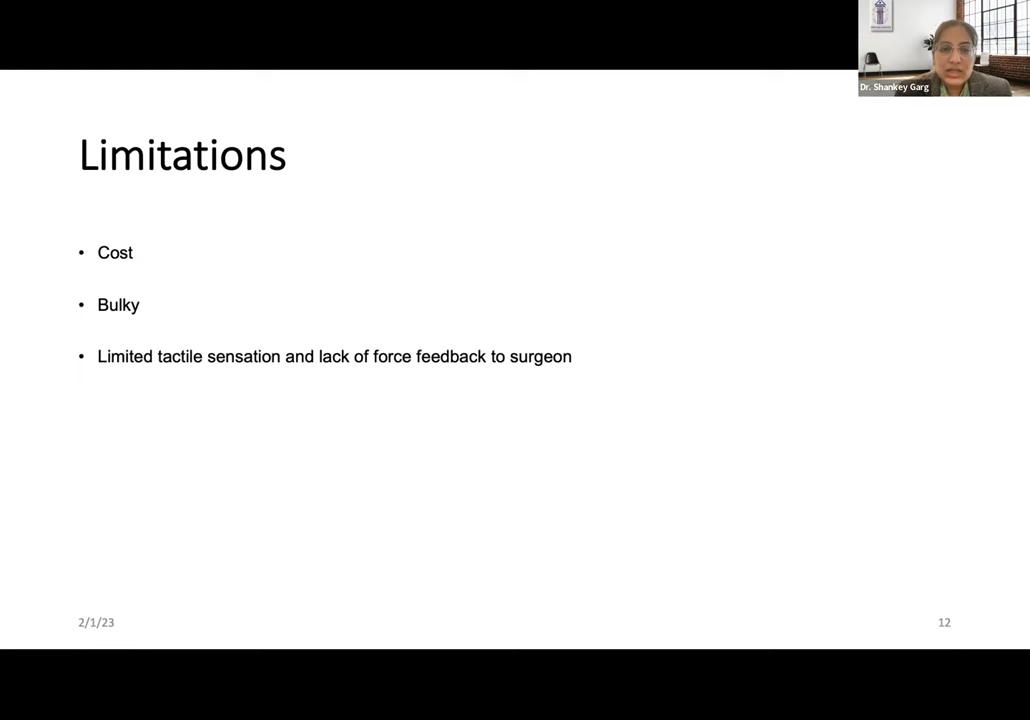 Dr. Shankey Garg
Limitations
• Cost
• Bulky
• Limited tactile sensation and lack of force feedback to surgeon
2/1/23
12